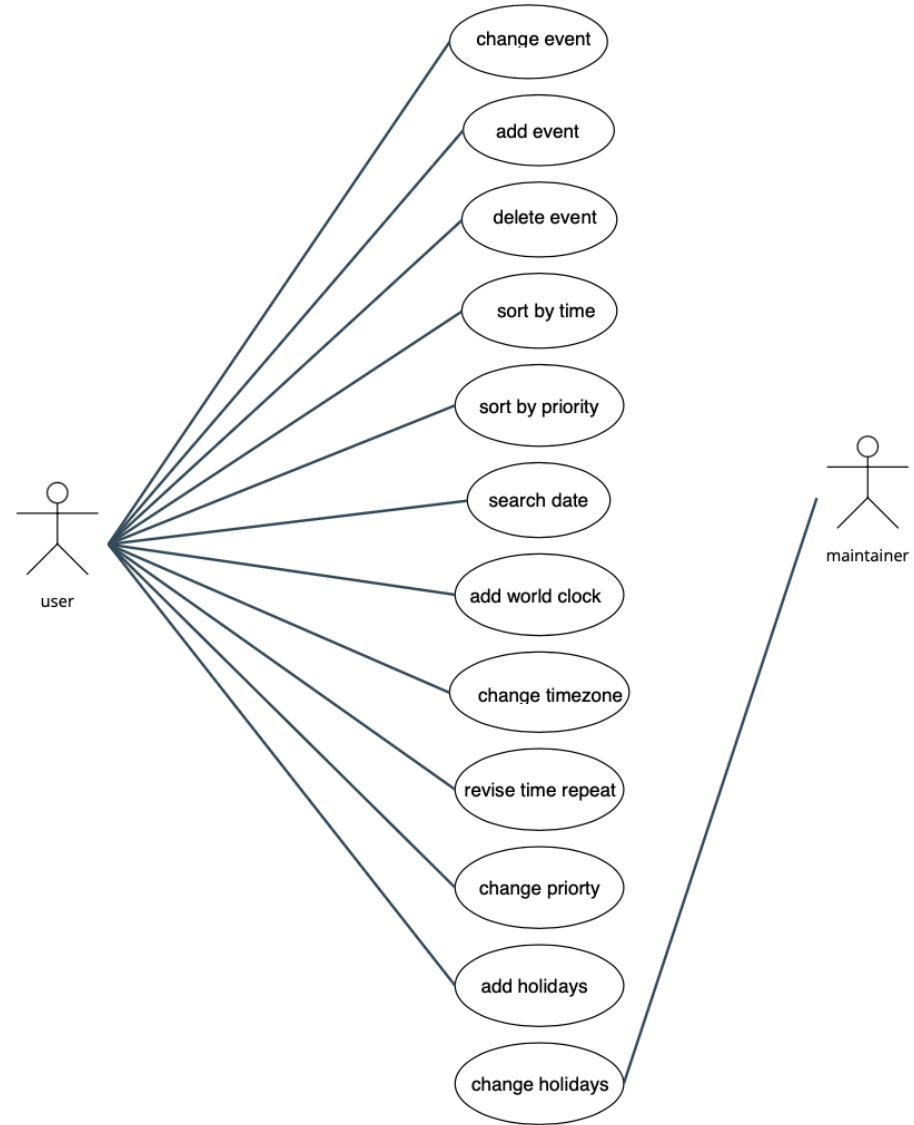 change event
add event
delete event
sort by time
sort by priority
search date
add world clock
change timezone
revise time repeat
change priorty
add holidays
change holidays
user
maintainer